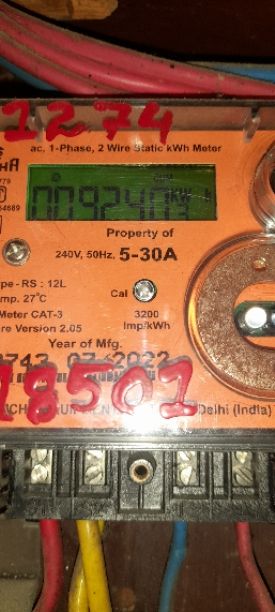 1274
ac, 1-Phase, 2 Wire Static kWh Meter
009240
kWh
Property of
240V, 50Hz. 5-30A
pe - RS : 12L
mp. 27°C
Cal
Meter CAT-3
3200
re Version 2.05
Imp/kWh
Year of Mfg.
07-2022
18501
Delhi (India)